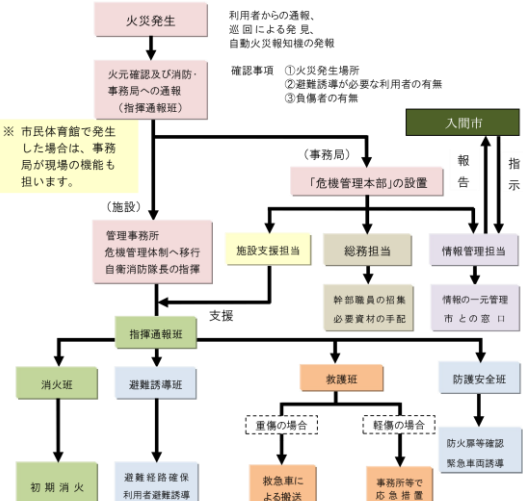 火災発生
利用者からの通報、
巡回による発見、
自動火災報知機の発報
火元確認及び消防・
事務局への通報
(指揮通報班)
確認事項 ①火災発生場所
②避難誘導が必要な利用者の有無
③負傷者の有無
※ 市民体育館で発生
した場合は、事務
局が現場の機能も
担います。
入間市
報告
指示
(事務局)
「危機管理本部」の設置
(施設)
管理事務所
危機管理体制へ移行
自衛消防隊長の指揮
施設支援担当
総務担当
情報管理担当
幹部職員の招集
必要資材の手配
情報の一元管理
市との窓口
支援
指揮通報班
消火班
避難誘導班
救護班
防護安全班
重傷の場合
軽傷の場合
初期消火
避難経路確保
利用者避難誘導
救急車に
よる搬送
事務所等で
応急措置
防火扉等確認
緊急車両誘導